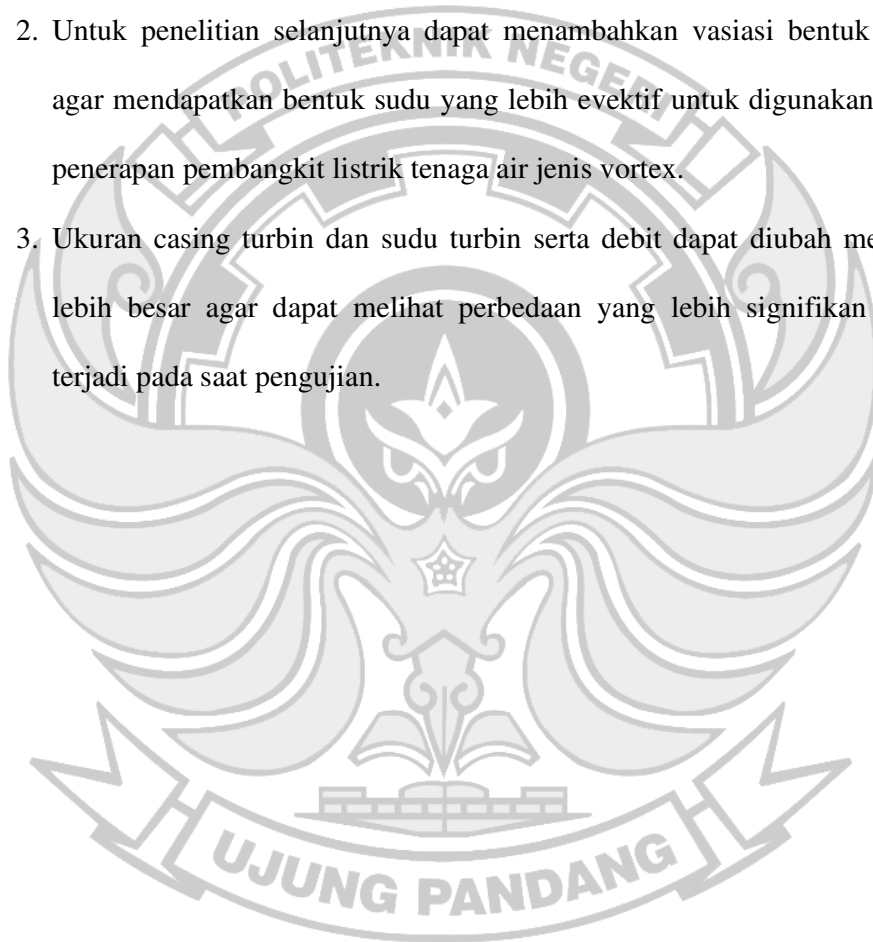 2. Untuk penelitian selanjutnya dapat menambahkan vasiasi bentuk
agar mendapatkan bentuk sudu yang lebih evektif untuk digunakan
penerapan pembangkit listrik tenaga air jenis vortex.
3. Ukuran casing turbin dan sudu turbin serta debit dapat diubah me
lebih besar agar dapat melihat perbedaan yang lebih signifikan
terjadi pada saat pengujian.
POLITEKNIK NEGERI
UJUNG PANDANG